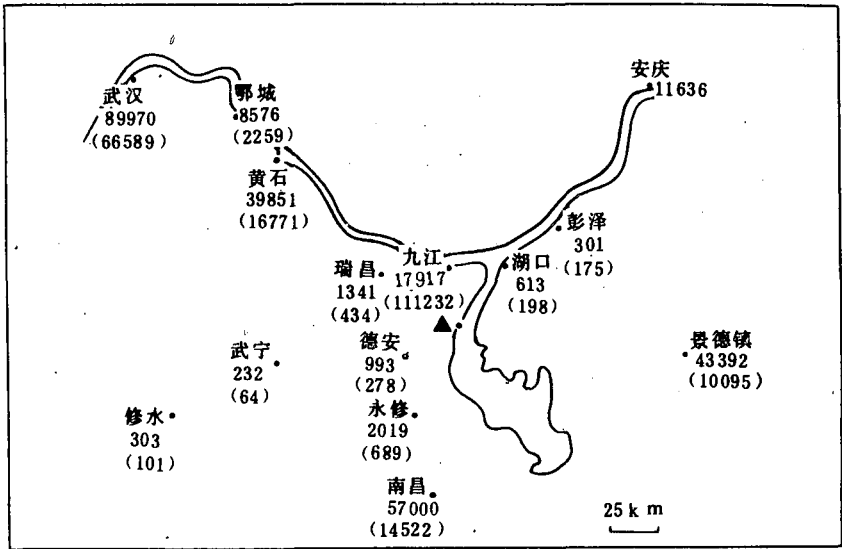 武汉
89970
(66589)
鄂城
8576
(2259)
黄石
39851
(16771)
安庆
11636
彭泽
301
(175)
湖口
613
(198)
九江
17917
(111232)
瑞昌
1341
(434)
德安
993
(278)
武宁
232
(64)
修水
303
(101)
永修
2019
(689)
南昌
57000
(14522)
景德镇
43392
(10095)
25 k m